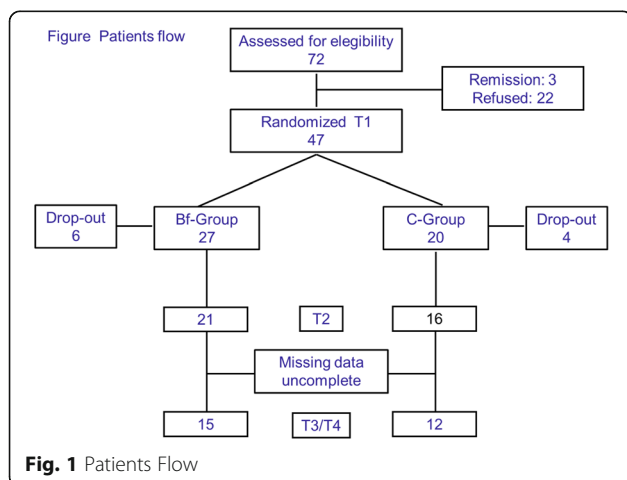 Figure Patients flow
Assessed for elegibility
72
Remission: 3
Refused: 22
Randomized T1
47
Drop-out
6
Bf-Group
27
C-Group
20
Drop-out
4
21
T2
16
Missing data
uncomplete
15
T3/T4
12
Fig. 1 Patients Flow